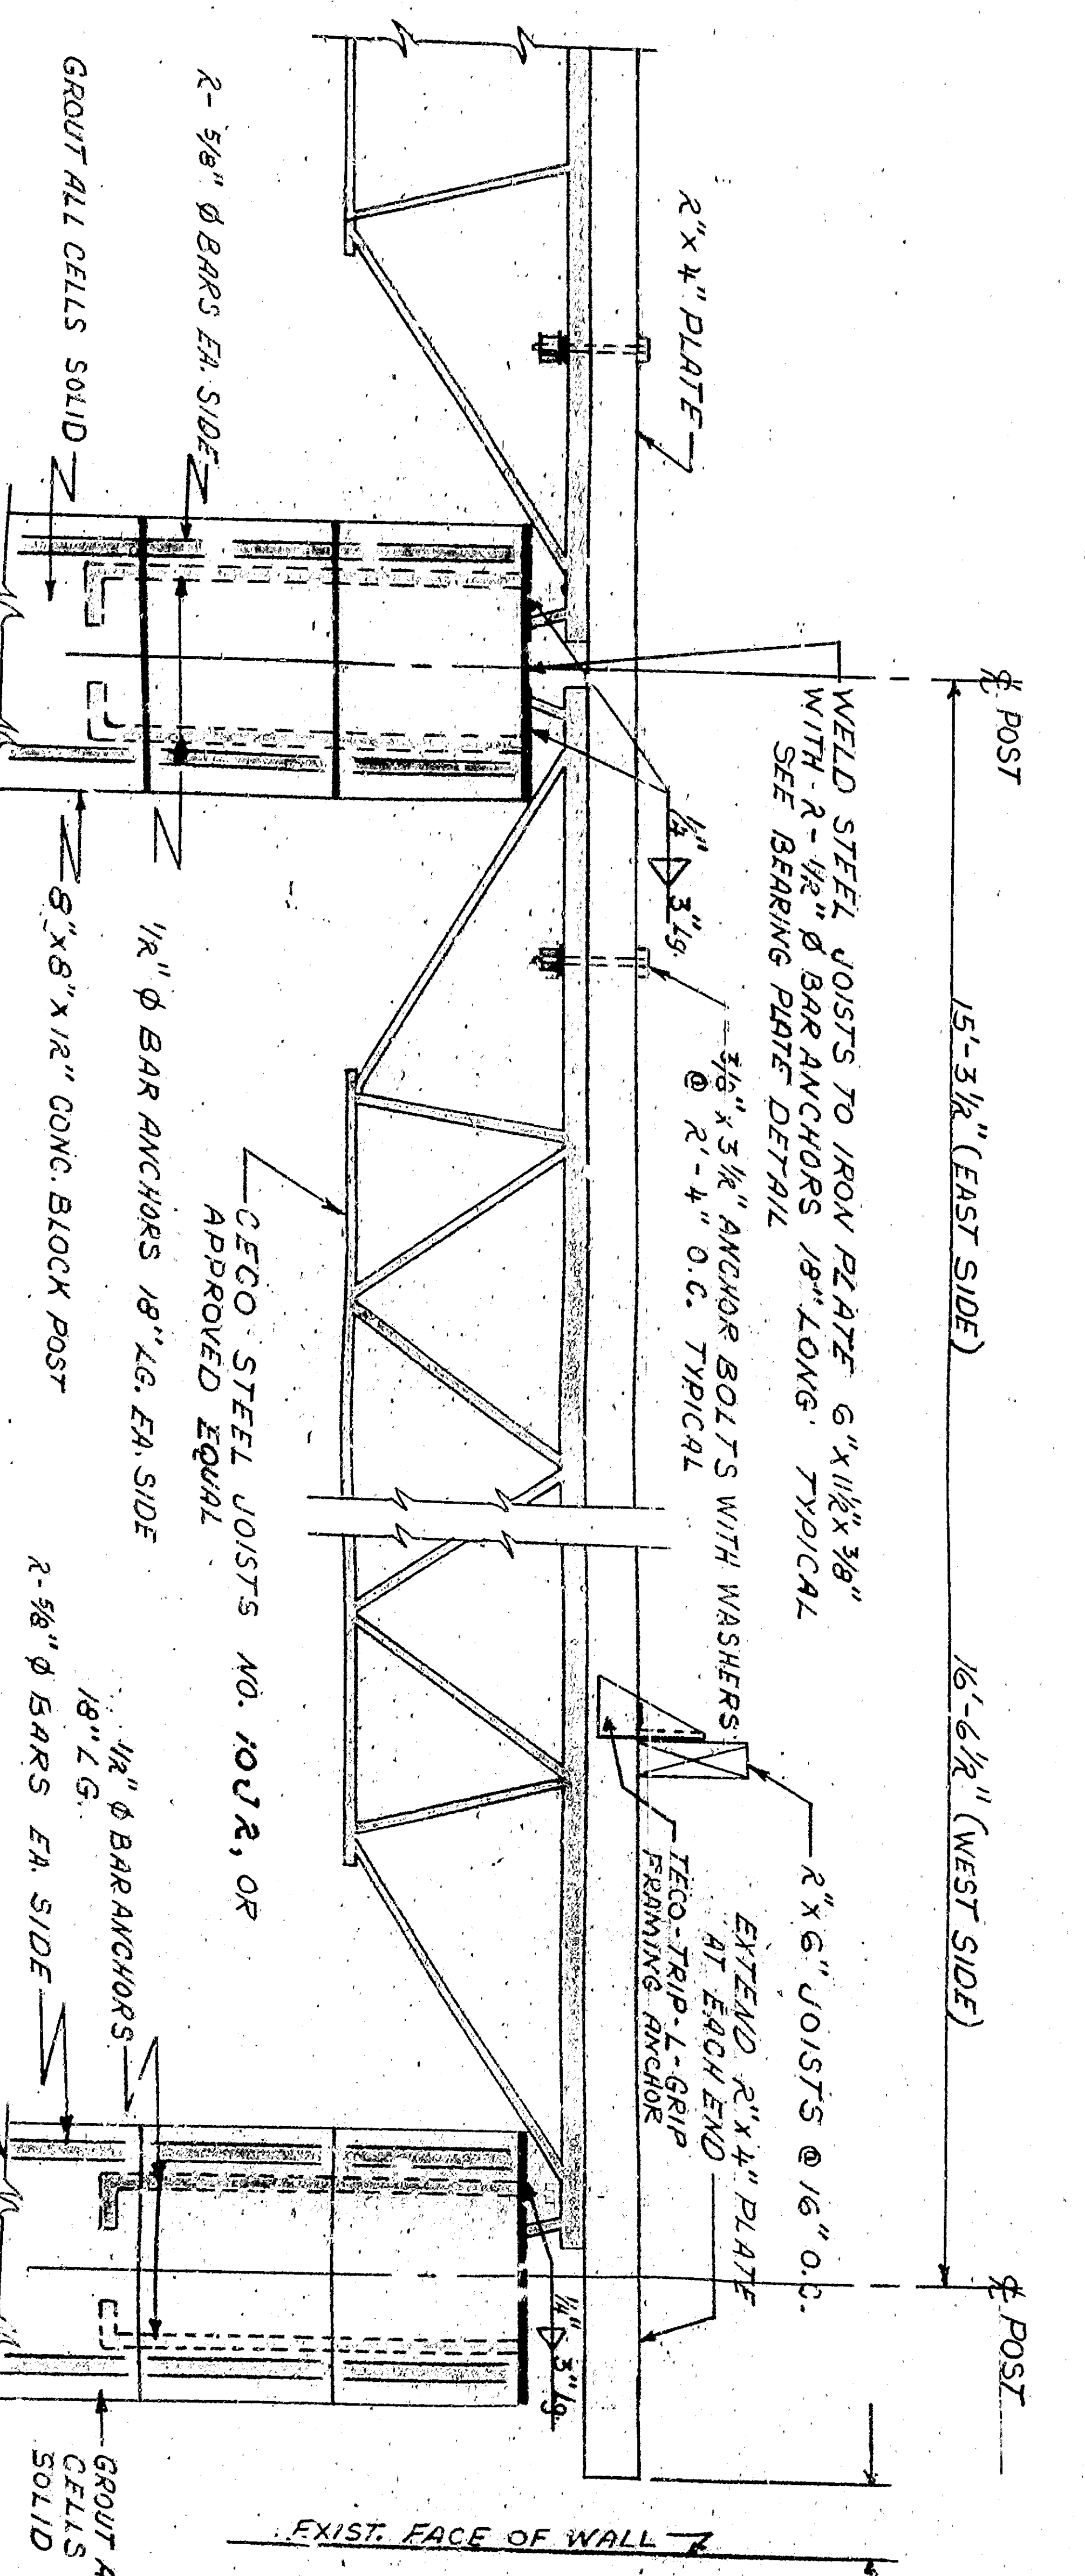 ℄ POST
℄ POST
15'-3½" (EAST SIDE)
16'-6½" (WEST SIDE)
WELD STEEL JOISTS TO IRON PLATE 6"X11½"X3/8"
WITH 2-1/2" Ø BAR ANCHORS 18" LONG TYPICAL
SEE BEARING PLATE DETAIL
2"X4" PLATE
1/4" 3" Lg.
3½" ANCHOR BOLTS WITH WASHERS
@ 2'-4" O.C. TYPICAL
2"X6" JOISTS @ 16" O.C.
EXTEND 2"X4" PLATE
AT EACH END
TECO-TRIP-L-GRIP
FRAMING ANCHOR
1/4" 3" Lg.
EXIST. FACE OF WALL
2-5/8" Ø BARS EA. SIDE
GROUT ALL CELLS SOLID
CECO STEEL JOISTS NO. 10J2, OR
APPROVED EQUAL
1/2" Ø BAR ANCHORS 18" LG. EA. SIDE
8"X8"X12" CONC. BLOCK POST
1/2" Ø BAR ANCHORS
18" LG.
2-5/8" Ø BARS EA. SIDE
GROUT A
CELLS
SOLID